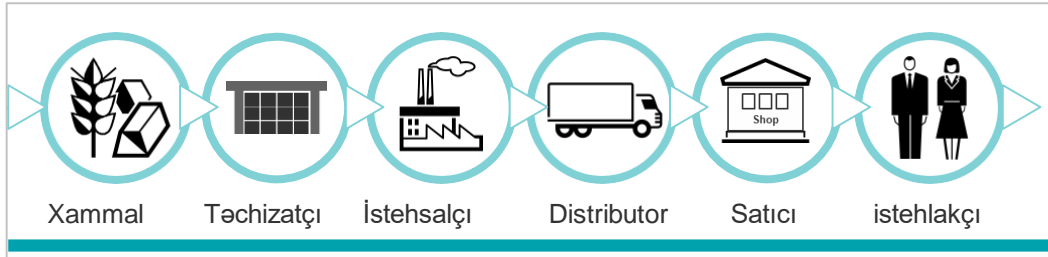 Shop
Xammal Təchizatçı İstehsalçı Distributor Satıcı istehlakçı